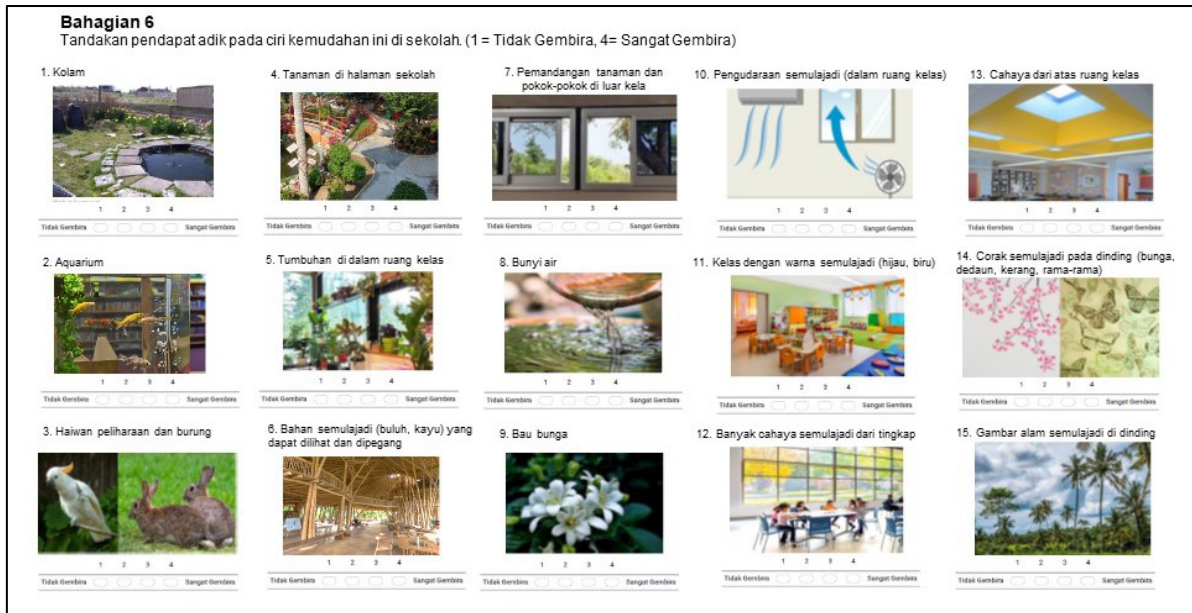 Bahagian 6
Tandakan pendapat adik pada ciri kemudahan ini di sekolah. (1 = Tidak Gembira, 4= Sangat Gembira)
1. Kolam
1 2 3 4
Tidak Gembira Sangat Gembira
2. Aquarium
1 2 3 4
Tidak Gembira Sangat Gembira
3. Haiwan peliharaan dan burung
1 2 3 4
Tidak Gembira Sangat Gembira
4. Tanaman di halaman sekolah
1 2 3 4
Tidak Gembira Sangat Gembira
5. Tumbuhan di dalam ruang kelas
1 2 3 4
Tidak Gembira Sangat Gembira
6. Bahan semulajadi (buluh, kayu) yang
dapat dilihat dan dipegang
1 2 3 4
Tidak Gembira Sangat Gembira
7. Pemandangan tanaman dan
pokok-pokok di luar kela
1 2 3 4
Tidak Gembira Sangat Gembira
8. Bunyi air
1 2 3 4
Tidak Gembira Sangat Gembira
9. Bau bunga
1 2 3 4
Tidak Gembira Sangat Gembira
10. Pengudaraan semulajadi (dalam ruang kelas)
1 2 3 4
Tidak Gembira Sangat Gembira
11. Kelas dengan warna semulajadi (hijau, biru)
1 2 3 4
Tidak Gembira Sangat Gembira
12. Banyak cahaya semulajadi dari tingkap
1 2 3 4
Tidak Gembira Sangat Gembira
13. Cahaya dari atas ruang kelas
1 2 3 4
Tidak Gembira Sangat Gembira
14. Corak semulajadi pada dinding (bunga,
dedaun, kerang, rama-rama)
1 2 3 4
Tidak Gembira Sangat Gembira
15. Gambar alam semulajadi di dinding
1 2 3 4
Tidak Gembira Sangat Gembira